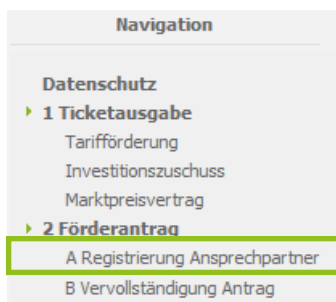 Navigation
Datenschutz
1 Ticketausgabe
Tarifförderung
Investitionszuschuss
Marktpreisvertrag
2 Förderantrag
A Registrierung Ansprechpartner
B Vervollständigung Antrag